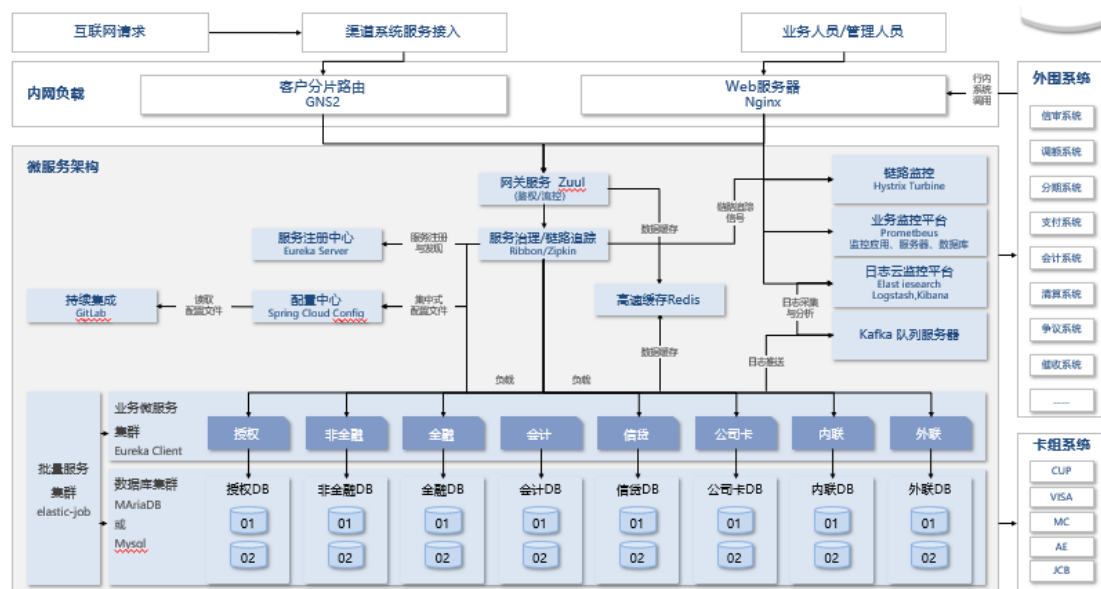 互联网请求
渠道系统服务接入
业务人员/管理人员
内网负载
客户分片路由
GNS2
Web服务器
Nginx
行内
系统
调用
外围系统
信审系统
调额系统
分期系统
支付系统
会计系统
清算系统
争议系统
催收系统
......
微服务架构
网关服务 Zuul
(鉴权/流控)
链路监控
Hystrix Turbine
链路追踪
信号
数据缓存
服务注册中心
Eureka Server
服务注册
与发现
服务治理/链路追踪
Ribbon/Zipkin
业务监控平台
Prometbeus
监控应用、服务器、数据库
日志云监控平台
Elast iesearch
Logstash,Kibana
持续集成
GitLab
读取
配置文件
配置中心
Spring Cloud Config
集中式
配置文件
高速缓存Redis
日志采集
与分析
Kafka 队列服务器
数据缓存
日志推送
负载
负载
批量服务
集群
elastic-job
业务微服务
集群
Eureka Client
授权
非金融
金融
会计
信贷
公司卡
内联
外联
数据库集群
MAriaDB
或
Mysql
授权DB
非金融DB
金融DB
会计DB
信贷DB
公司卡DB
内联DB
外联DB
01
01
01
01
01
01
01
01
02
02
02
02
02
02
02
02
卡组系统
CUP
VISA
MC
AE
JCB